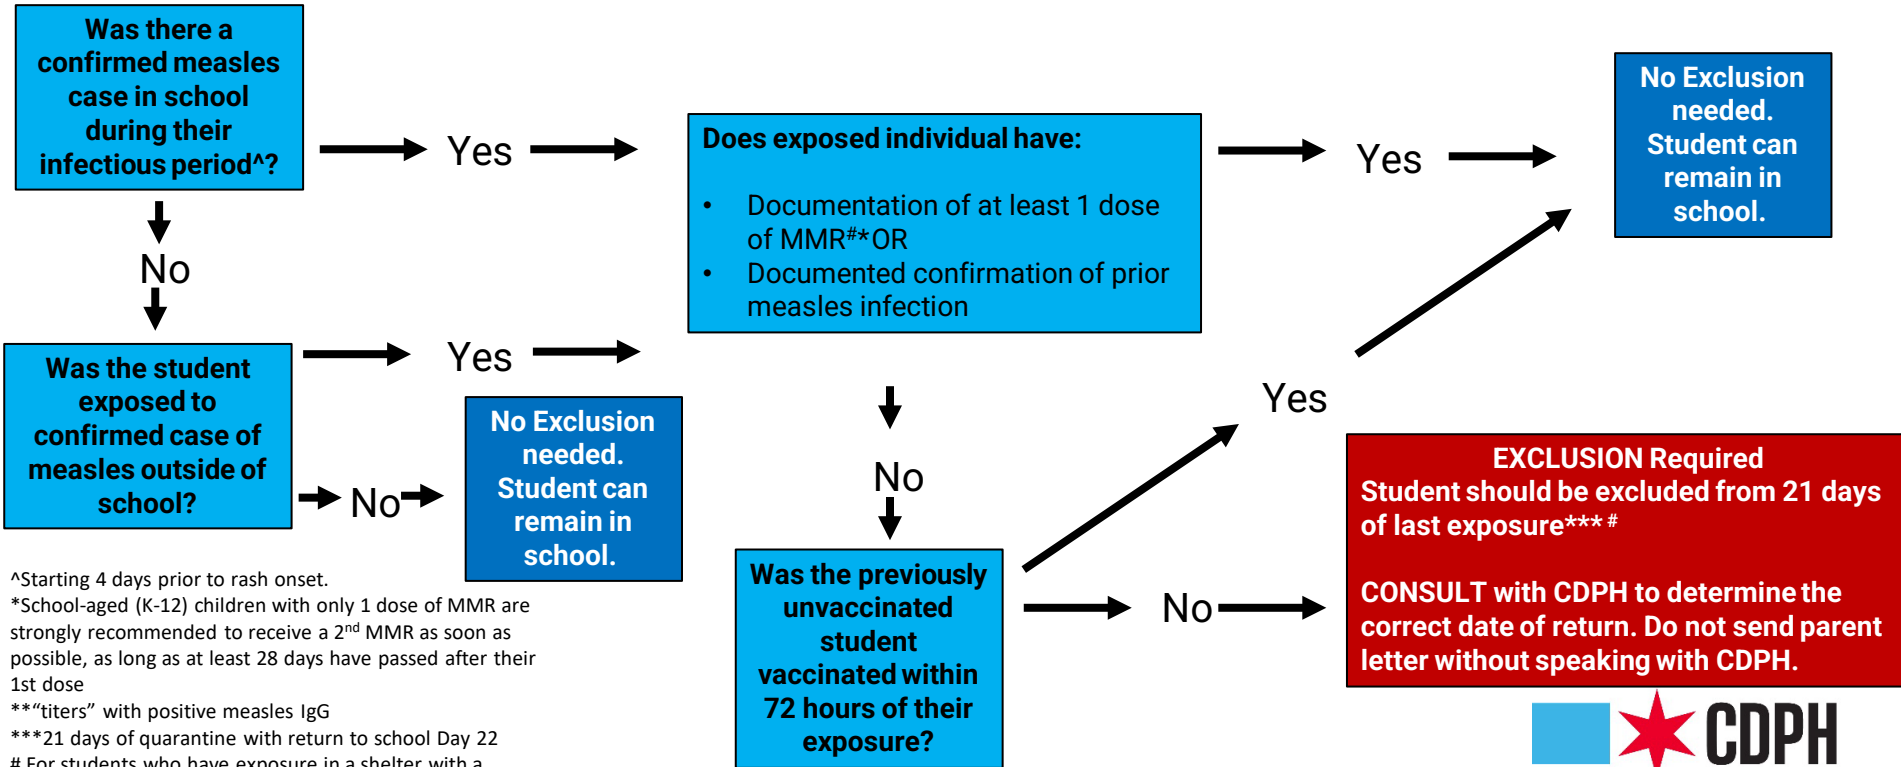 Was there a
confirmed measles
case in school
during their
infectious period^?
Yes
Does exposed individual have:
• Documentation of at least 1 dose
of MMR#*OR
• Documented confirmation of prior
measles infection
Yes
No Exclusion
needed.
Student can
remain in
school.
No
Was the student
exposed to
confirmed case of
measles outside of
school?
Yes
No
No Exclusion
needed.
Student can
remain in
school.
No
Was the previously
unvaccinated
student
vaccinated within
72 hours of their
exposure?
Yes
No
EXCLUSION Required
Student should be excluded from 21 days
of last exposure*** #
CONSULT with CDPH to determine the
correct date of return. Do not send parent
letter without speaking with CDPH.
^Starting 4 days prior to rash onset.
*School-aged (K-12) children with only 1 dose of MMR are
strongly recommended to receive a 2nd MMR as soon as
possible, as long as at least 28 days have passed after their
1st dose
**“titers” with positive measles IgG
***21 days of quarantine with return to school Day 22
# For students who have exposure in a shelter with a
CDPH